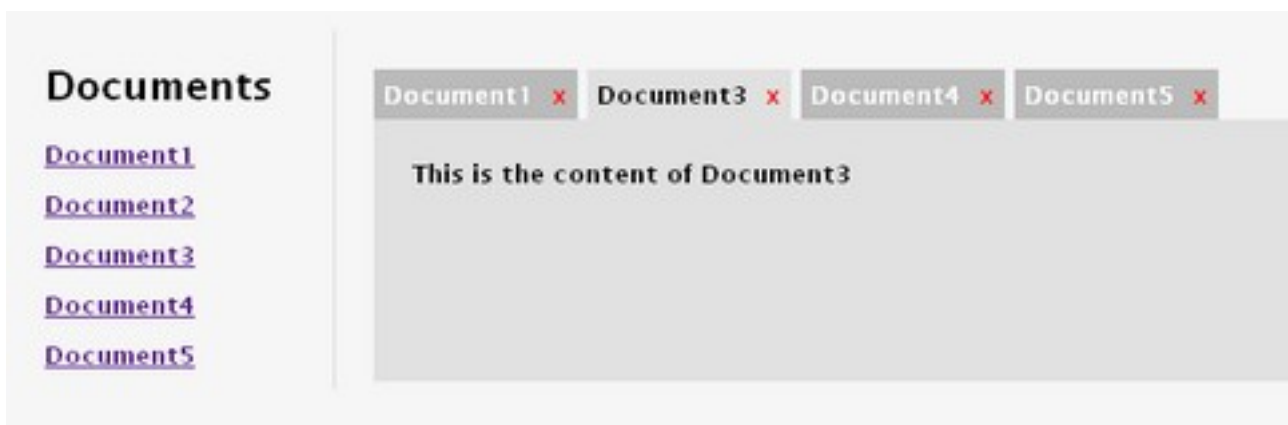 Documents
Document1
Document2
Document3
Document4
Document5
Document1 x Document3 x Document4 x Document5 x
This is the content of Document3